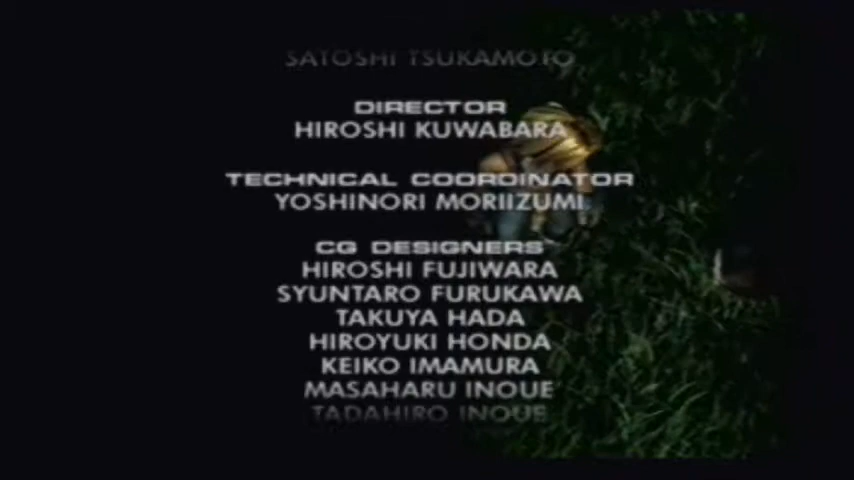 SATOSHI TSUKAMOTO
DIRECTOR
HIROSHI KUWABARA
TECHNICAL COORDINATOR
YOSHINORI MORIIZUMI
CG DESIGNERS
HIROSHI FUJIWARA
SYUNTARO FURUKAWA
TAKUYA HADA
HIROYUKI HONDA
KEIKO IMAMURA
MASAHARU INOUE
TADAHIRO INOUE